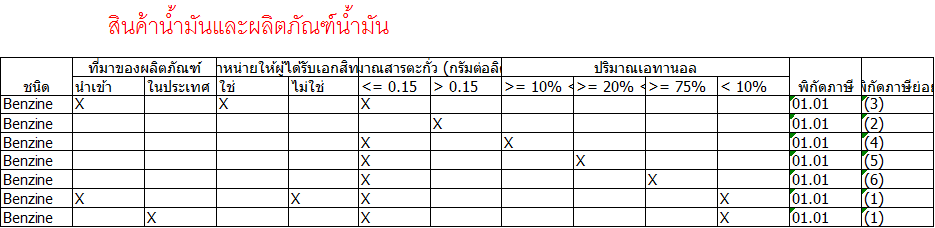 สินค้าน้ำมันและผลิตภัณฑ์น้ำมัน
ที่มาของผลิตภัณฑ์ าหน่ายให้ผู้ได้รับเอกสิท มาณสารตะกั่ว (กรัมต่อลิต ปริมาณเอทานอล
ชนิด นำเข้า ในประเทศ ใช่ ไม่ใช่ <= 0.15 > 0.15 >= 10% < >= 20% < >= 75% < 10% พิกัดภาษี พิกัดภาษีย่อย
Benzine X X X 01.01 (3)
Benzine X 01.01 (2)
Benzine X X 01.01 (4)
Benzine X X 01.01 (5)
Benzine X X 01.01 (6)
Benzine X X X X 01.01 (1)
Benzine X X X 01.01 (1)